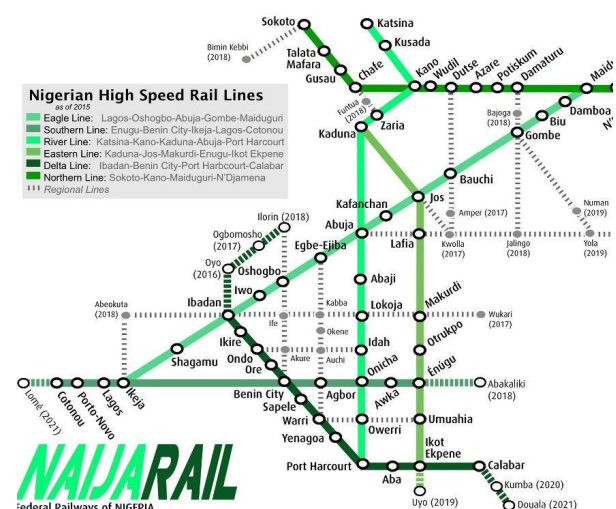 Sokoto
Katsina
Kusada
Bimin Kebbi
(2018)
Talata
Mafara
Gusau
Chafe
Kano
Wudil
Dutse
Azare
Potiskum
Damaturu
Maidu
Nigerian High Speed Rail Lines
as of 2015
Eagle Line: Lagos-Oshogbo-Abuja-Gombe-Maiduguri
Southern Line: Enugu-Benin City-Ikeja-Lagos-Cotonou
River Line: Katsina-Kano-Kaduna-Abuja-Port Harcourt
Eastern Line: Kaduna-Jos-Makurdi-Enugu-Ikot Ekpene
Delta Line: Ibadan-Benin City-Port Harbcourt-Calabar
Northern Line: Sokoto-Kano-Maiduguri-N'Djamena
Regional Lines
Funtua
(2018)
Zaria
Kaduna
Bajoga
(2018)
Gombe
Biu
Damboa
N'
Bauchi
Jos
Kafanchan
Amper (2017)
Numan
(2019)
Abuja
Lafia
Kwolla
(2017)
Jalingo
(2018)
Yola
(2019)
Ilorin (2018)
Ogbomosho
(2017)
Egbe-Ejiba
Oyo
(2016)
Oshogbo
Iwo
Abaji
Abeokuta
(2018)
Ibadan
Ife
Kabba
Lokoja
Makurdi
Wukari
(2017)
Okene
Ikire
Ondo
Ore
Akure
Auchi
Idah
Otrukpo
Shagamu
Onicha
Énúgu
Lomé (2021)
Cotonou
Porto-Novo
Lagos
Ikeja
Benin City
Agbor
Awka
Abakaliki
(2018)
Sapele
Warri
Owerri
Umuahia
Yenagoa
Ikot
Ekpene
Port Harcourt
Aba
Calabar
Kumba (2020)
Uyo (2019)
Douala (2021)
NAIJARAIL
Federal Railways of NIGERIA